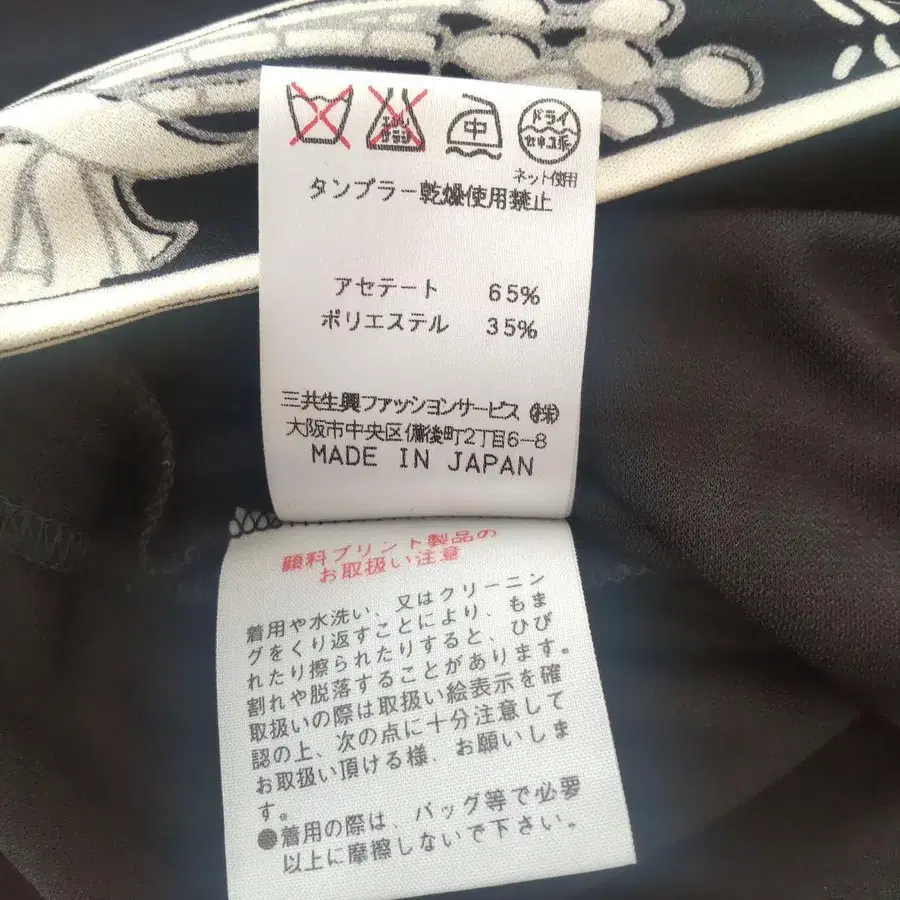 エンソ
サラシ
中
ドライ
セキユ系
ネット使用
タンブラー乾燥使用禁止
アセテート 65%
ポリエステル 35%
三共生興ファッションサービス ㈱
大阪市中央区備後町2丁目6-8
MADE IN JAPAN
顔料プリント製品の
お取扱い注意
着用や水洗い、又はクリーニン
グをくり返すことにより、もま
れたり擦られたりすると、ひび
割れや脱落することがあります。
取扱いの際は取扱い絵表示を確
認の上、次の点に十分注意して
お取扱い頂ける様、お願いしま
す。
●着用の際は、バッグ等で必要
以上に摩擦しないで下さい。